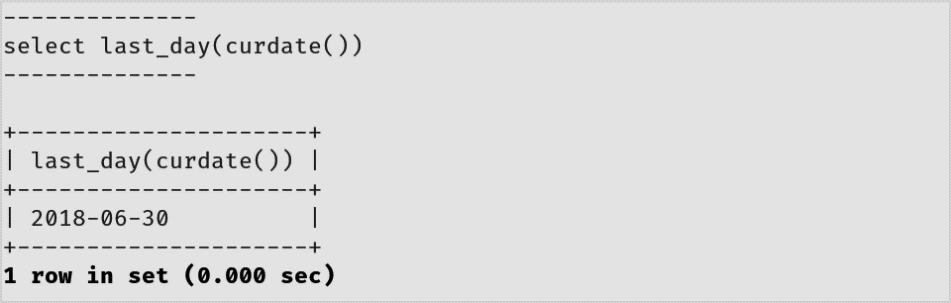 --------------
select last_day(curdate())
--------------

+---------------------+
| last_day(curdate()) |
+---------------------+
| 2018-06-30          |
+---------------------+
1 row in set (0.000 sec)